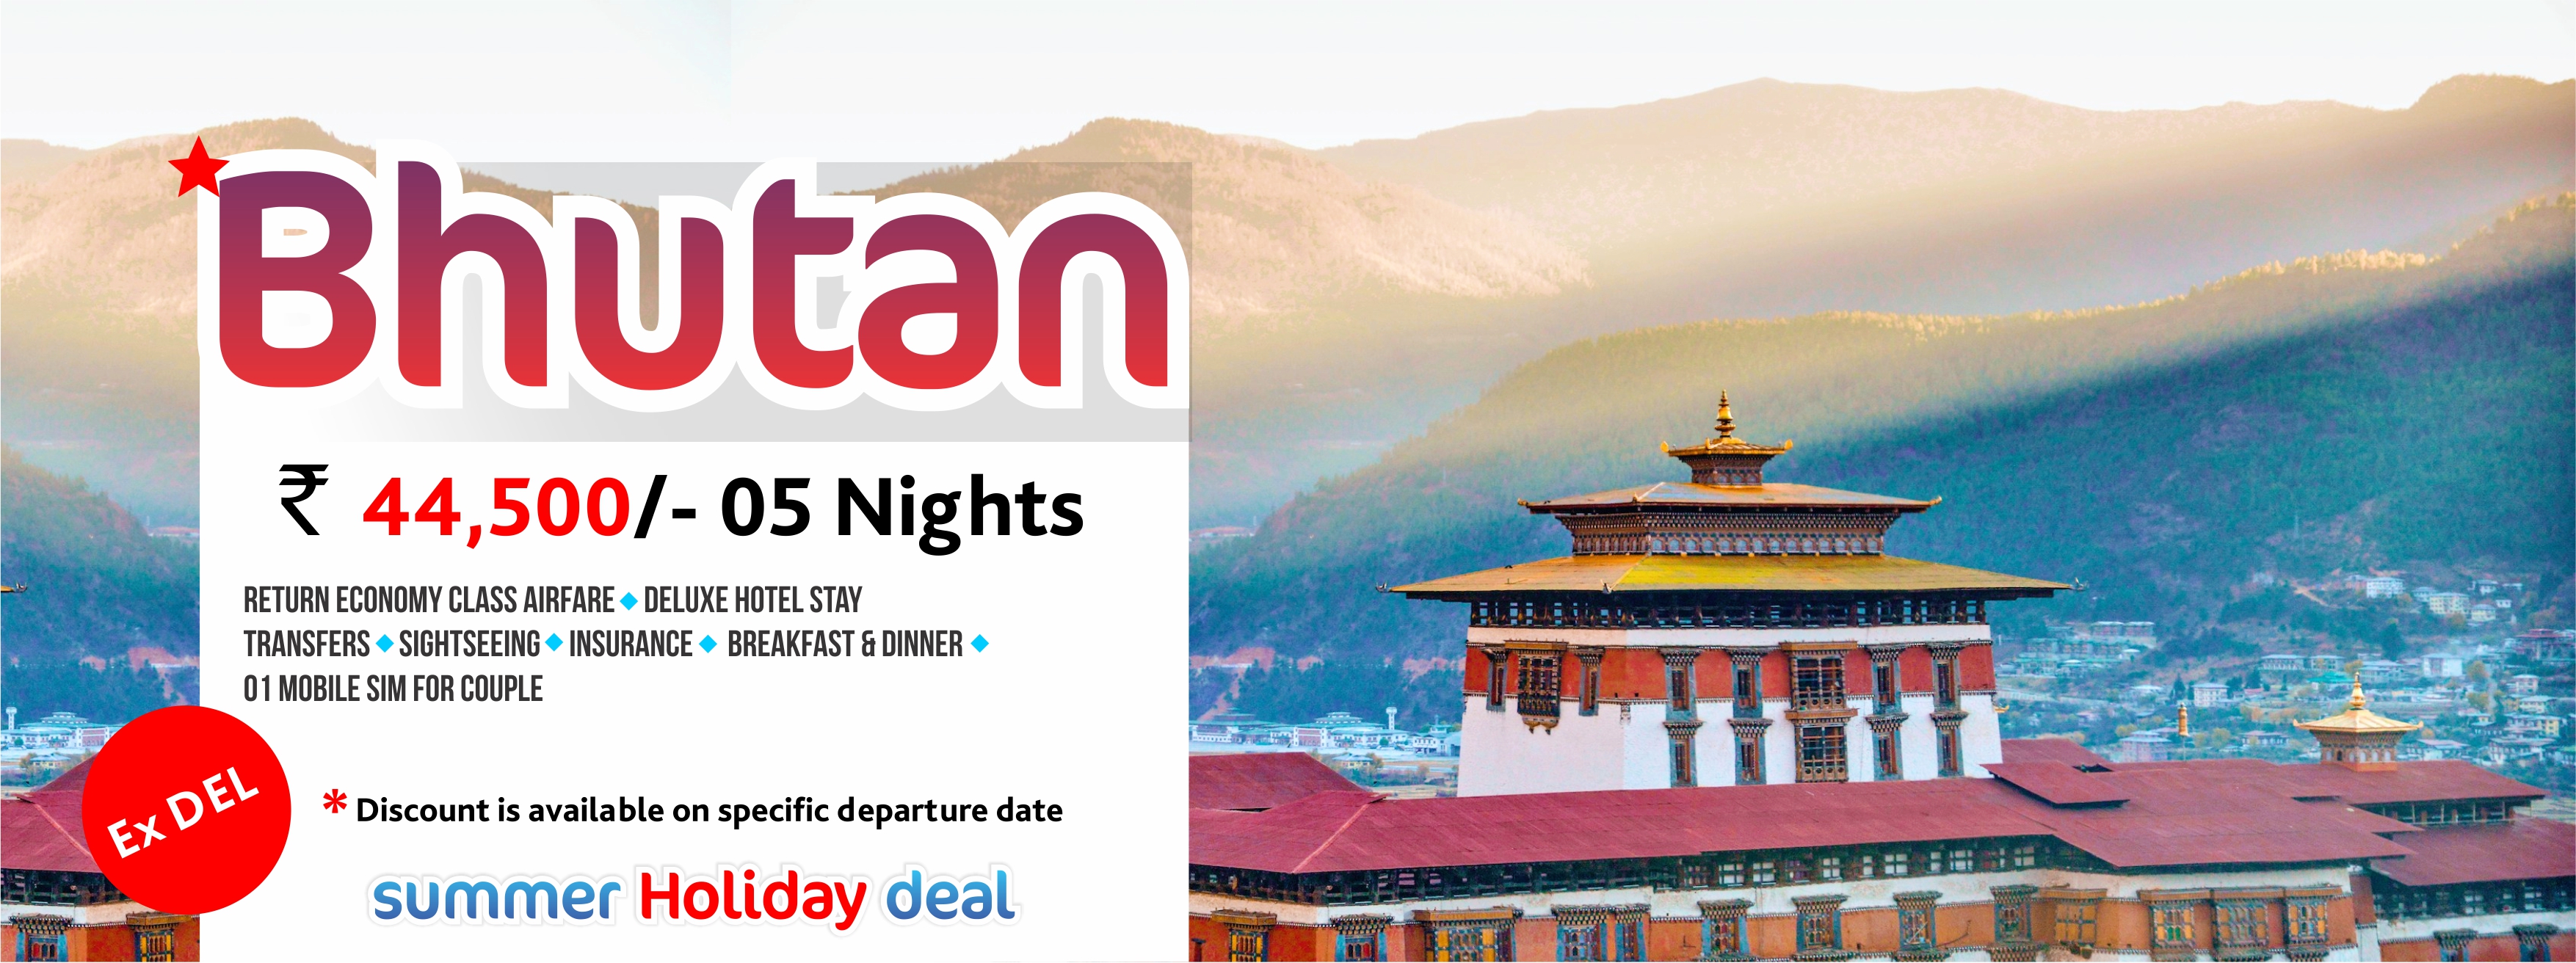 Bhutan
₹ 44,500/- 05 Nights
RETURN ECONOMY CLASS AIRFARE ◆ DELUXE HOTEL STAY
TRANSFERS ◆ SIGHTSEEING ◆ INSURANCE ◆ BREAKFAST & DINNER ◆
01 MOBILE SIM FOR COUPLE
Ex DEL
* Discount is available on specific departure date
summer Holiday deal